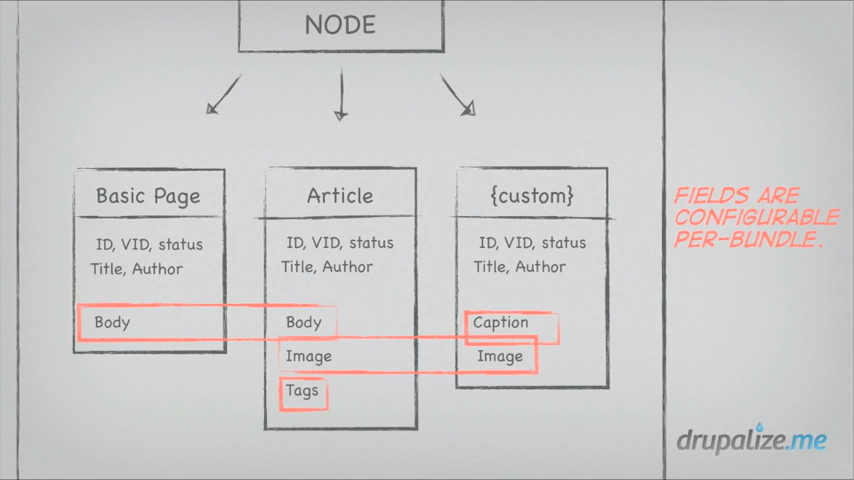 NODE
Basic Page
ID, VID, status
Title, Author
Body
Article
ID, VID, status
Title, Author
Body
Image
Tags
{custom}
ID, VID, status
Title, Author
Caption
Image
FIELDS ARE
CONFIGURABLE
PER-BUNDLE.
drupalize.me